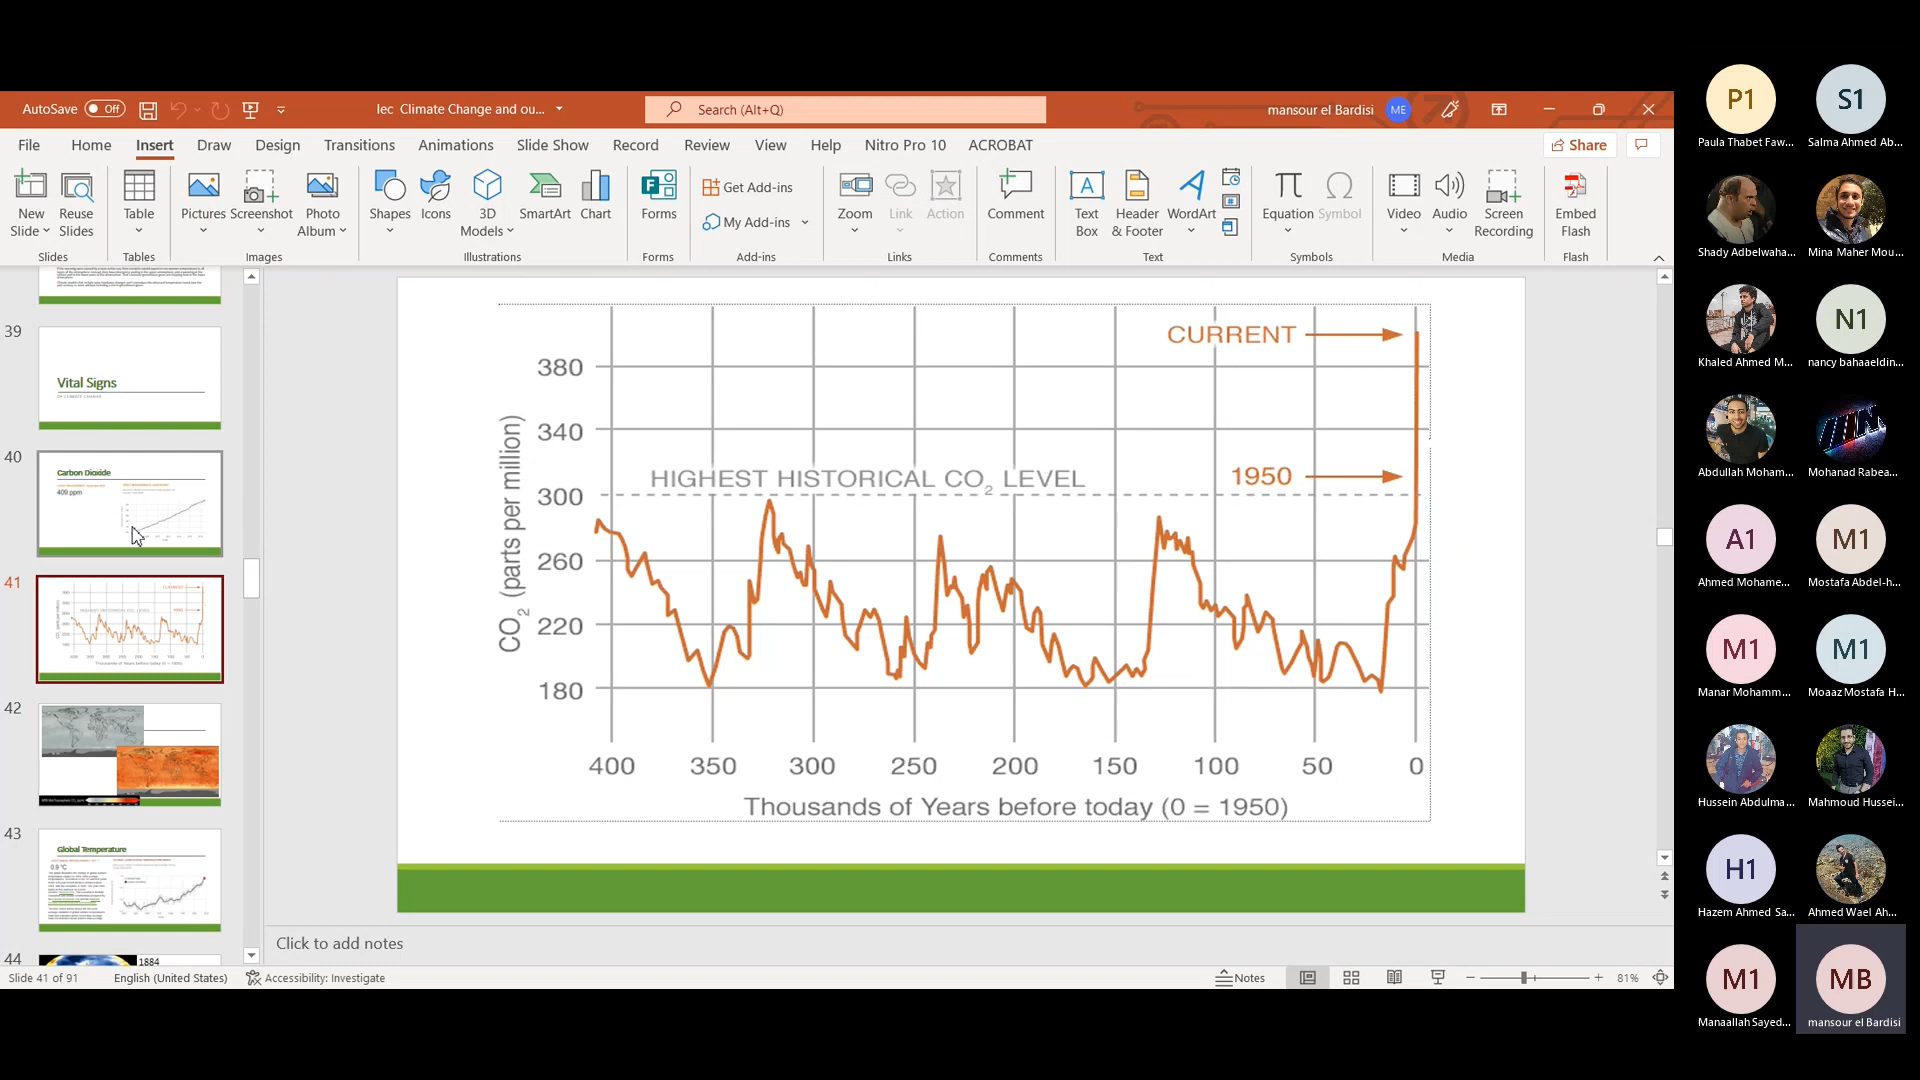 AutoSave Off
lec Climate Change and ou...
Search (Alt+Q)
mansour el Bardisi ME
File Home Insert Draw Design Transitions Animations Slide Show Record Review View Help Nitro Pro 10 ACROBAT
Share
New Slide
Reuse Slides
Table
Pictures
Screenshot
Photo Album
Shapes
Icons
3D Models
SmartArt
Chart
Forms
Get Add-ins
My Add-ins
Zoom
Link
Action
Comment
Text Box
Header & Footer
WordArt
Equation
Symbol
Video
Audio
Screen Recording
Embed Flash
Slides
Images
Illustrations
Forms
Add-ins
Links
Comments
Text
Symbols
Media
Flash
39
Vital Signs
OF CLIMATE CHANGE
40
Carbon Dioxide
409 ppm
41
42
43
Global Temperature
0.9 °C
44
1884
CURRENT
380
340
HIGHEST HISTORICAL CO2 LEVEL
1950
300
260
220
180
CO2 (parts per million)
400 350 300 250 200 150 100 50 0
Thousands of Years before today (0 = 1950)
Click to add notes
Slide 41 of 91
English (United States)
Accessibility: Investigate
Notes
81%
P1
Paula Thabet Faw...
S1
Salma Ahmed Ab...
Shady Adbelwaha...
Mina Maher Mou...
Khaled Ahmed M...
N1
nancy bahaaeldin...
Abdullah Moham...
Mohanad Rabea...
A1
Ahmed Mohame...
M1
Mostafa Abdel-h...
M1
Manar Mohamm...
M1
Moaaz Mostafa H...
Hussein Abdulma...
Mahmoud Hussei...
H1
Hazem Ahmed Sa...
Ahmed Wael Ah...
M1
Manaallah Sayed...
MB
mansour el Bardisi